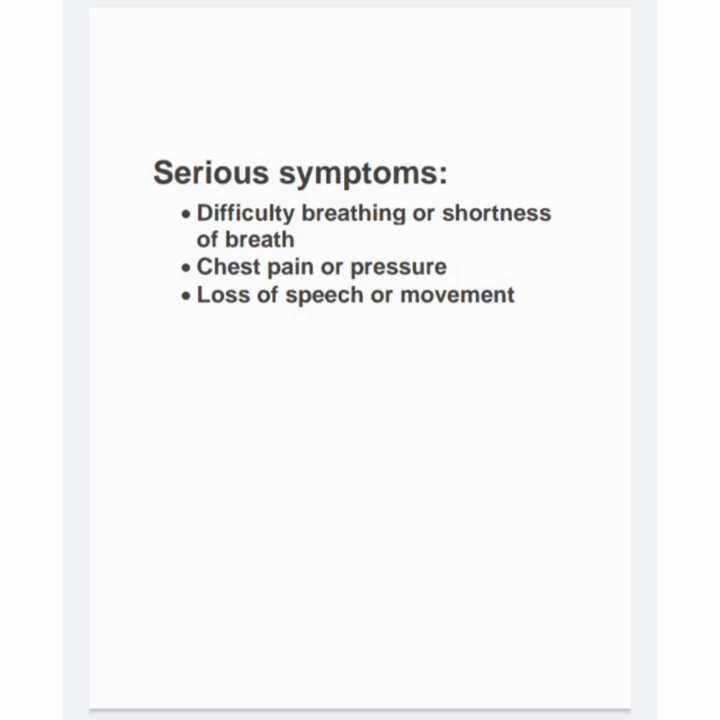 Serious symptoms:
• Difficulty breathing or shortness
of breath
• Chest pain or pressure
• Loss of speech or movement